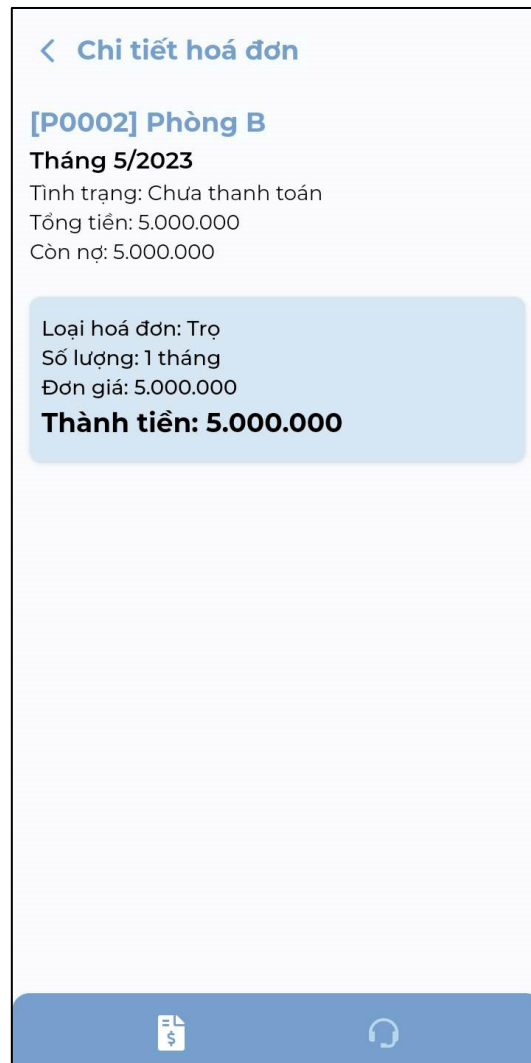 Chi tiết hoá đơn
[P0002] Phòng B
Tháng 5/2023
Tình trạng: Chưa thanh toán
Tổng tiền: 5.000.000
Còn nợ: 5.000.000
Loại hoá đơn: Trọ
Số lượng: 1 tháng
Đơn giá: 5.000.000
Thành tiền: 5.000.000